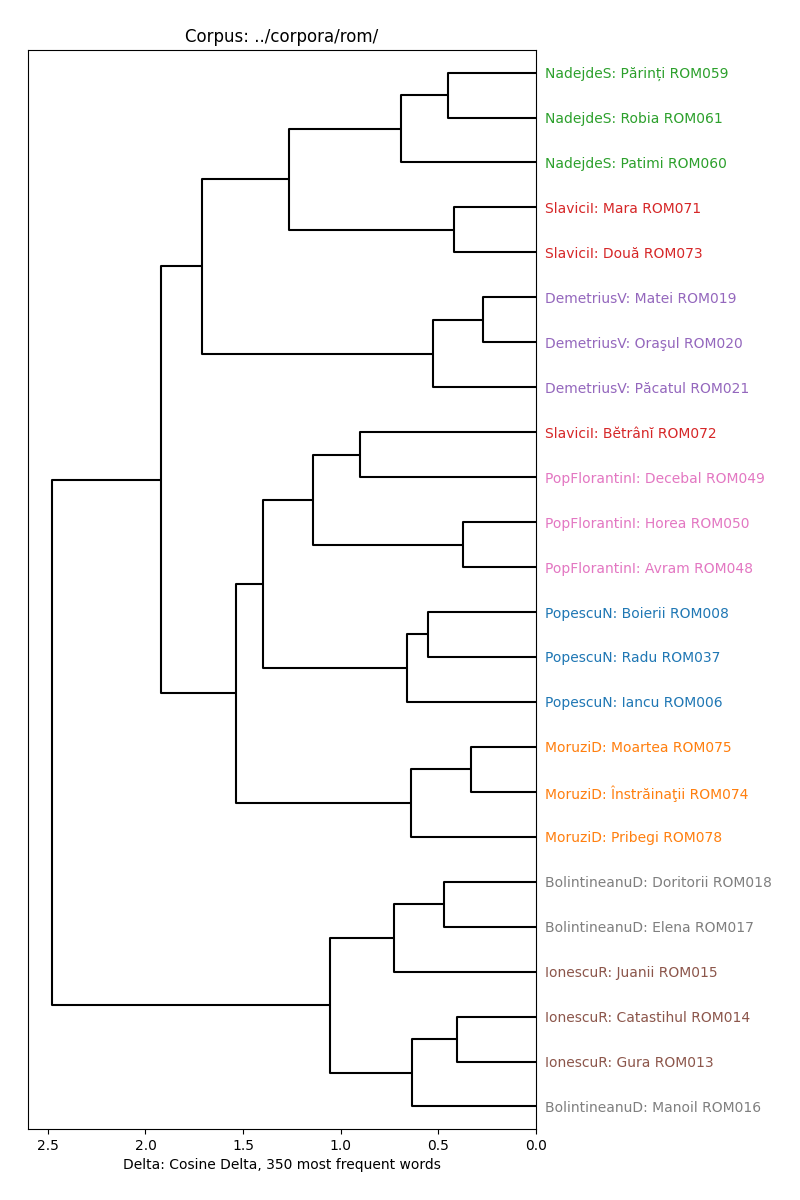 Corpus: ../corpora/rom/
NadejdeS: Părinți ROM059
NadejdeS: Robia ROM061
NadejdeS: Patimi ROM060
SlaviciI: Mara ROM071
SlaviciI: Două ROM073
DemetriusV: Matei ROM019
DemetriusV: Oraşul ROM020
DemetriusV: Păcatul ROM021
SlaviciI: Bětrânĭ ROM072
PopFlorantinI: Decebal ROM049
PopFlorantinI: Horea ROM050
PopFlorantinI: Avram ROM048
PopescuN: Boierii ROM008
PopescuN: Radu ROM037
PopescuN: Iancu ROM006
MoruziD: Moartea ROM075
MoruziD: Înstrăinaţii ROM074
MoruziD: Pribegi ROM078
BolintineanuD: Doritorii ROM018
BolintineanuD: Elena ROM017
IonescuR: Juanii ROM015
IonescuR: Catastihul ROM014
IonescuR: Gura ROM013
BolintineanuD: Manoil ROM016
2.5 2.0 1.5 1.0 0.5 0.0
Delta: Cosine Delta, 350 most frequent words